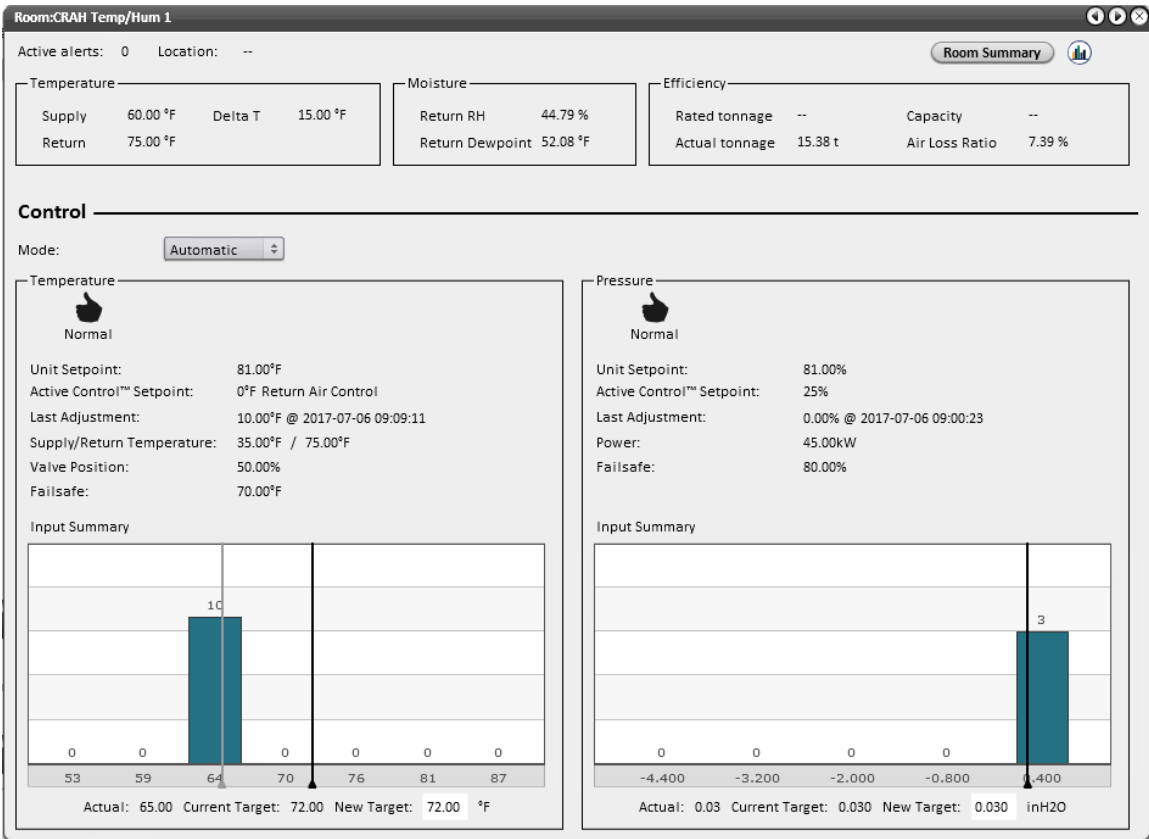 Room:CRAH Temp/Hum 1
Active alerts: 0 Location: --
Room Summary
Temperature
Supply 60.00 °F Delta T 15.00 °F
Return 75.00 °F
Moisture
Return RH 44.79 %
Return Dewpoint 52.08 °F
Efficiency
Rated tonnage -- Capacity --
Actual tonnage 15.38 t Air Loss Ratio 7.39 %
Control
Mode: Automatic
Temperature
Normal
Unit Setpoint: 81.00°F
Active Control™ Setpoint: 0°F Return Air Control
Last Adjustment: 10.00°F @ 2017-07-06 09:09:11
Supply/Return Temperature: 35.00°F / 75.00°F
Valve Position: 50.00%
Failsafe: 70.00°F
Input Summary
10
0 0 0 0 0 0
53 59 64 70 76 81 87
Actual: 65.00 Current Target: 72.00 New Target: 72.00 °F
Pressure
Normal
Unit Setpoint: 81.00%
Active Control™ Setpoint: 25%
Last Adjustment: 0.00% @ 2017-07-06 09:00:23
Power: 45.00kW
Failsafe: 80.00%
Input Summary
3
0 0 0 0
-4.400 -3.200 -2.000 -0.800 0.400
Actual: 0.03 Current Target: 0.030 New Target: 0.030 inH2O